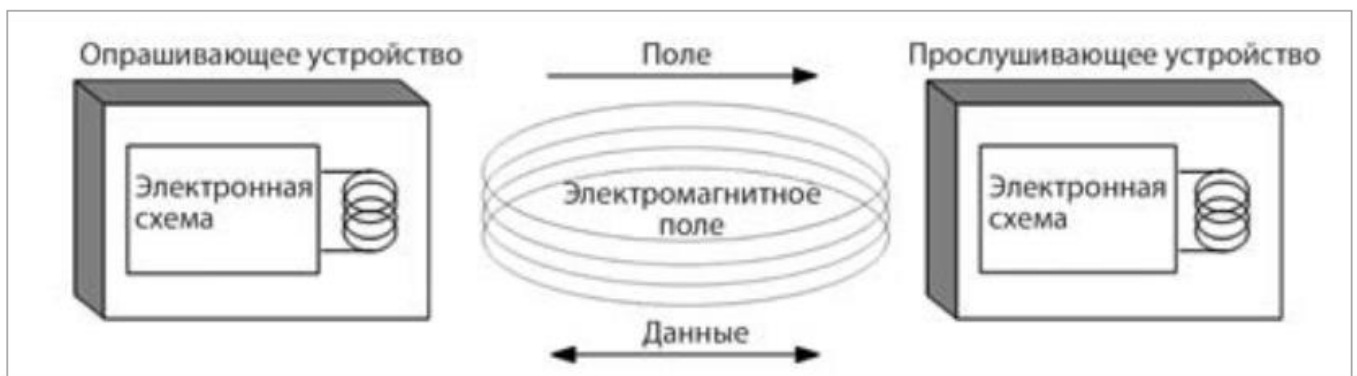 Опрашивающее устройство
Поле
Прослушивающее устройство
Электронная
схема
Электромагнитное
поле
Электронная
схема
Данные